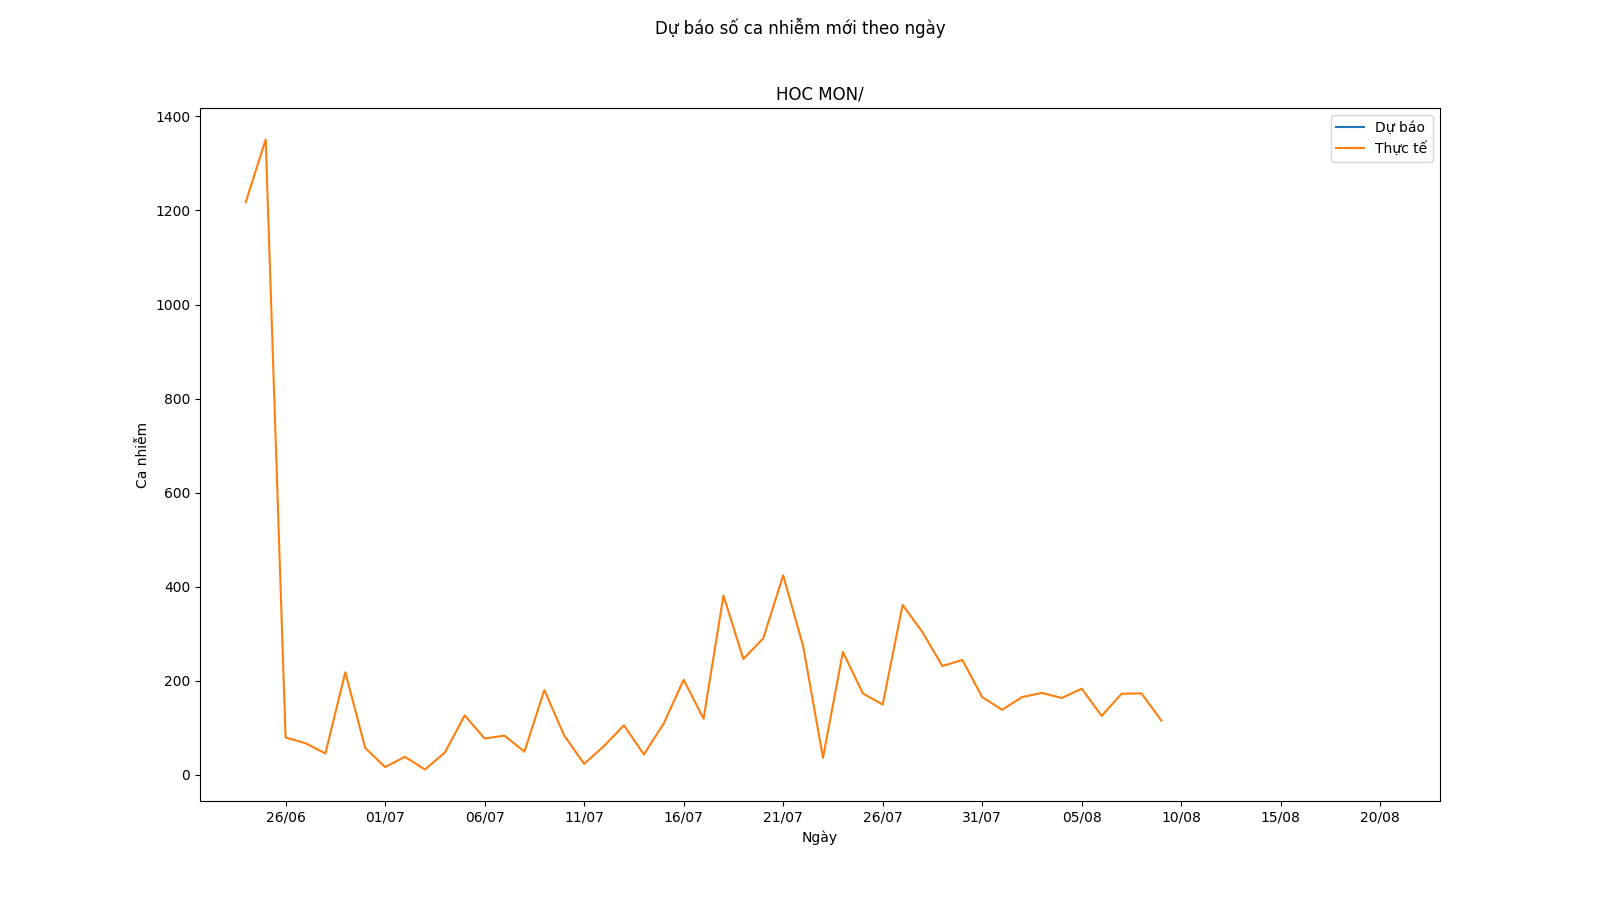 Dự báo số ca nhiễm mới theo ngày
HOC MON/
Dự báo
Thực tế
Ca nhiễm
1400
1200
1000
800
600
400
200
0
26/06 01/07 06/07 11/07 16/07 21/07 26/07 31/07 05/08 10/08 15/08 20/08
Ngày